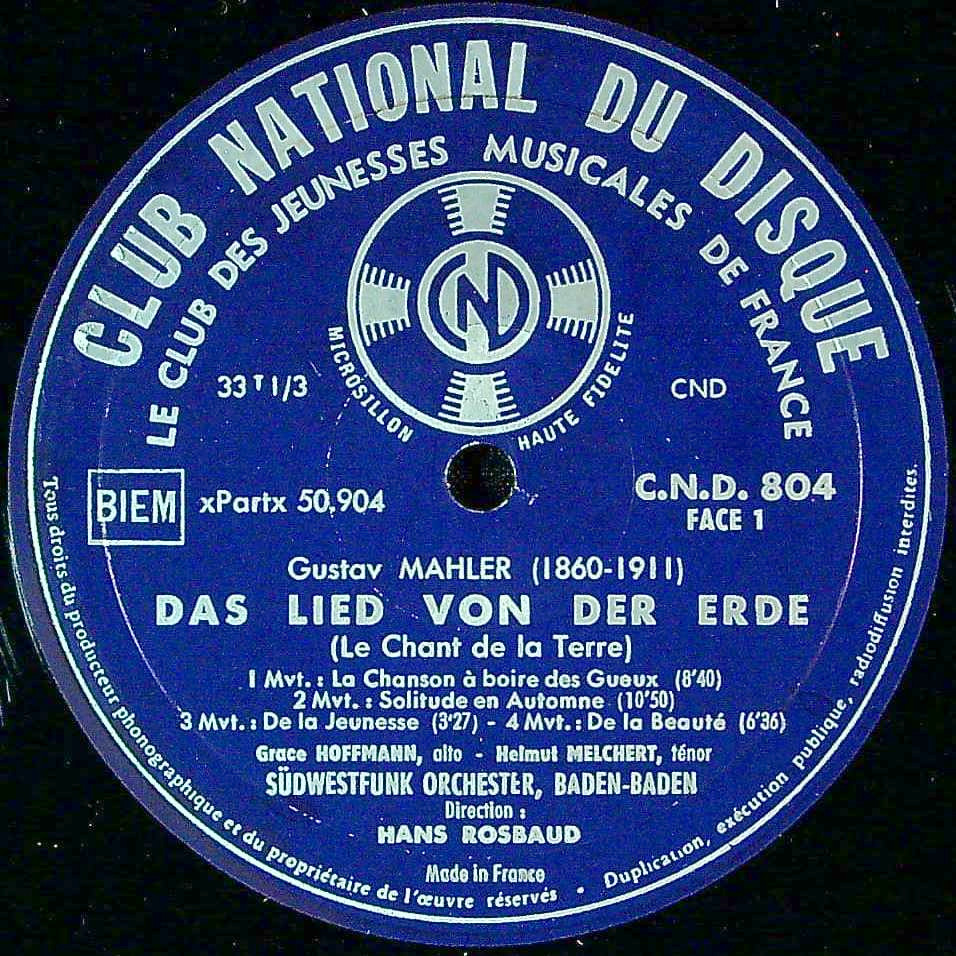 CLUB NATIONAL DU DISQUE
LE CLUB DES JEUNESSES MUSICALES DE FRANCE
CN
MICROSILLON HAUTE FIDELITE
33 T 1/3
CND
BIEM
xPartx 50.904
C.N.D. 804
FACE 1
Gustav MAHLER (1860-1911)
DAS LIED VON DER ERDE
(Le Chant de la Terre)
1 Mvt. : La Chanson à boire des Gueux (8'40)
2 Mvt. : Solitude en Automne (10'50)
3 Mvt. : De la Jeunesse (3'27) - 4 Mvt. : De la Beauté (6'36)
Grace HOFFMANN, alto - Helmut MELCHERT, ténor
SÜDWESTFUNK ORCHESTER, BADEN-BADEN
Direction :
HANS ROSBAUD
Made in France
Tous droits du producteur phonographique et du propriétaire de l'œuvre réservés • Duplication, exécution publique, radiodiffusion interdites.